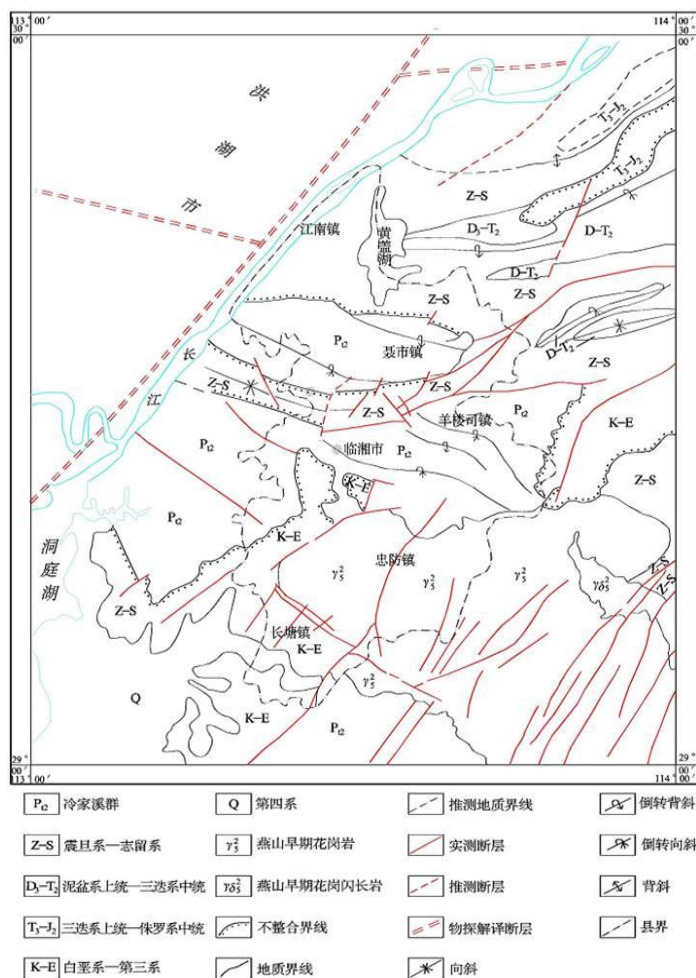 113°00′
114°00′
30°00′
30°00′
洪湖市
T₃-J₂
T₃-J₂
Z-S
江南镇
黄盖湖
D₃-T₂
D-T₂
D-T₂
Z-S
Z-S
长江
Pt2
聂市镇
D-T₂
Z-S
Z-S
Z-S
Z-S
羊楼司镇
Pt2
K-E
Pt2
临湘市
Pt2
Z-S
K-E
Pt2
K-E
洞庭湖
忠防镇
γ₅²
γ₅²
γ₅²
γδ₅²
Z-S
Z-S
Z-S
长塘镇
K-E
γ₅²
Q
K-E
Pt2
29°00′
29°00′
113°00′
114°00′
Pt2 冷家溪群
Q 第四系
推测地质界线
倒转背斜
Z-S 震旦系—志留系
γ₅² 燕山早期花岗岩
实测断层
倒转向斜
D₃-T₂ 泥盆系上统—三迭系中统
γδ₅² 燕山早期花岗闪长岩
推测断层
背斜
T₃-J₂ 三迭系上统—侏罗系中统
不整合界线
物探解译断层
县界
K-E 白垩系—第三系
地质界线
向斜